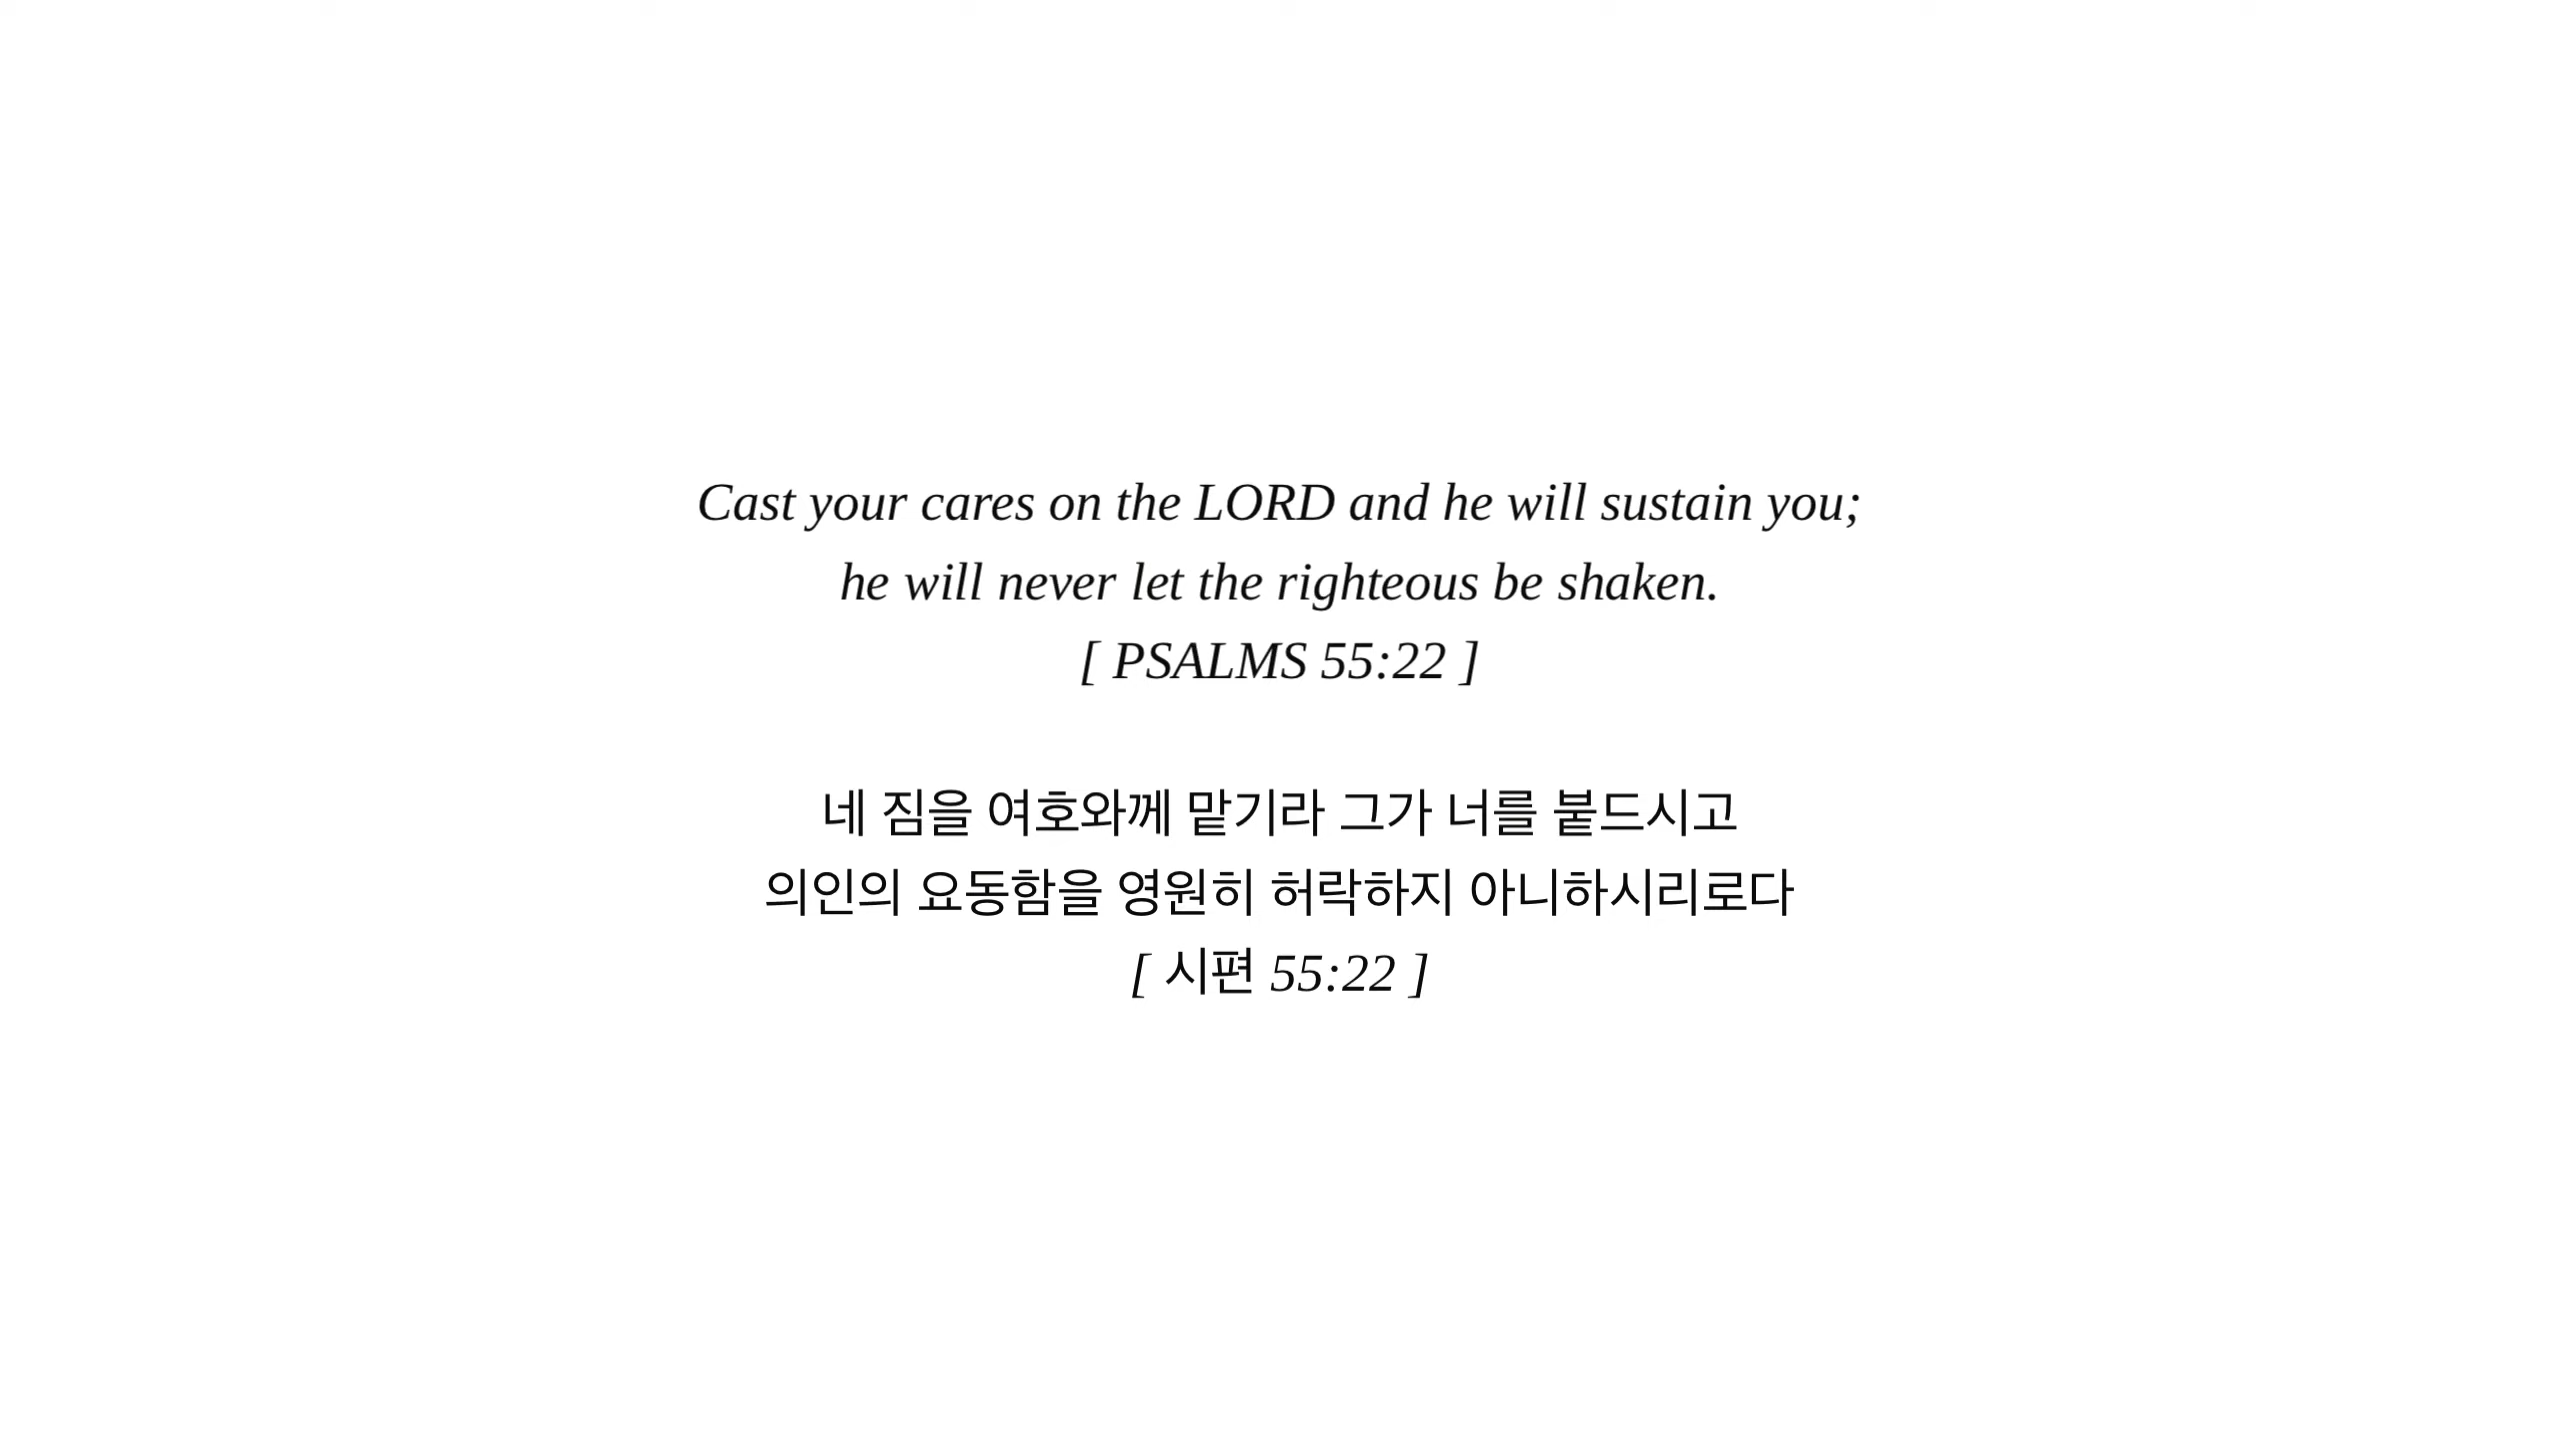 Cast your cares on the LORD and he will sustain you;
he will never let the righteous be shaken.
[ PSALMS 55:22 ]
네 짐을 여호와께 맡기라 그가 너를 붙드시고
의인의 요동함을 영원히 허락하지 아니하시리로다
[ 시편 55:22 ]